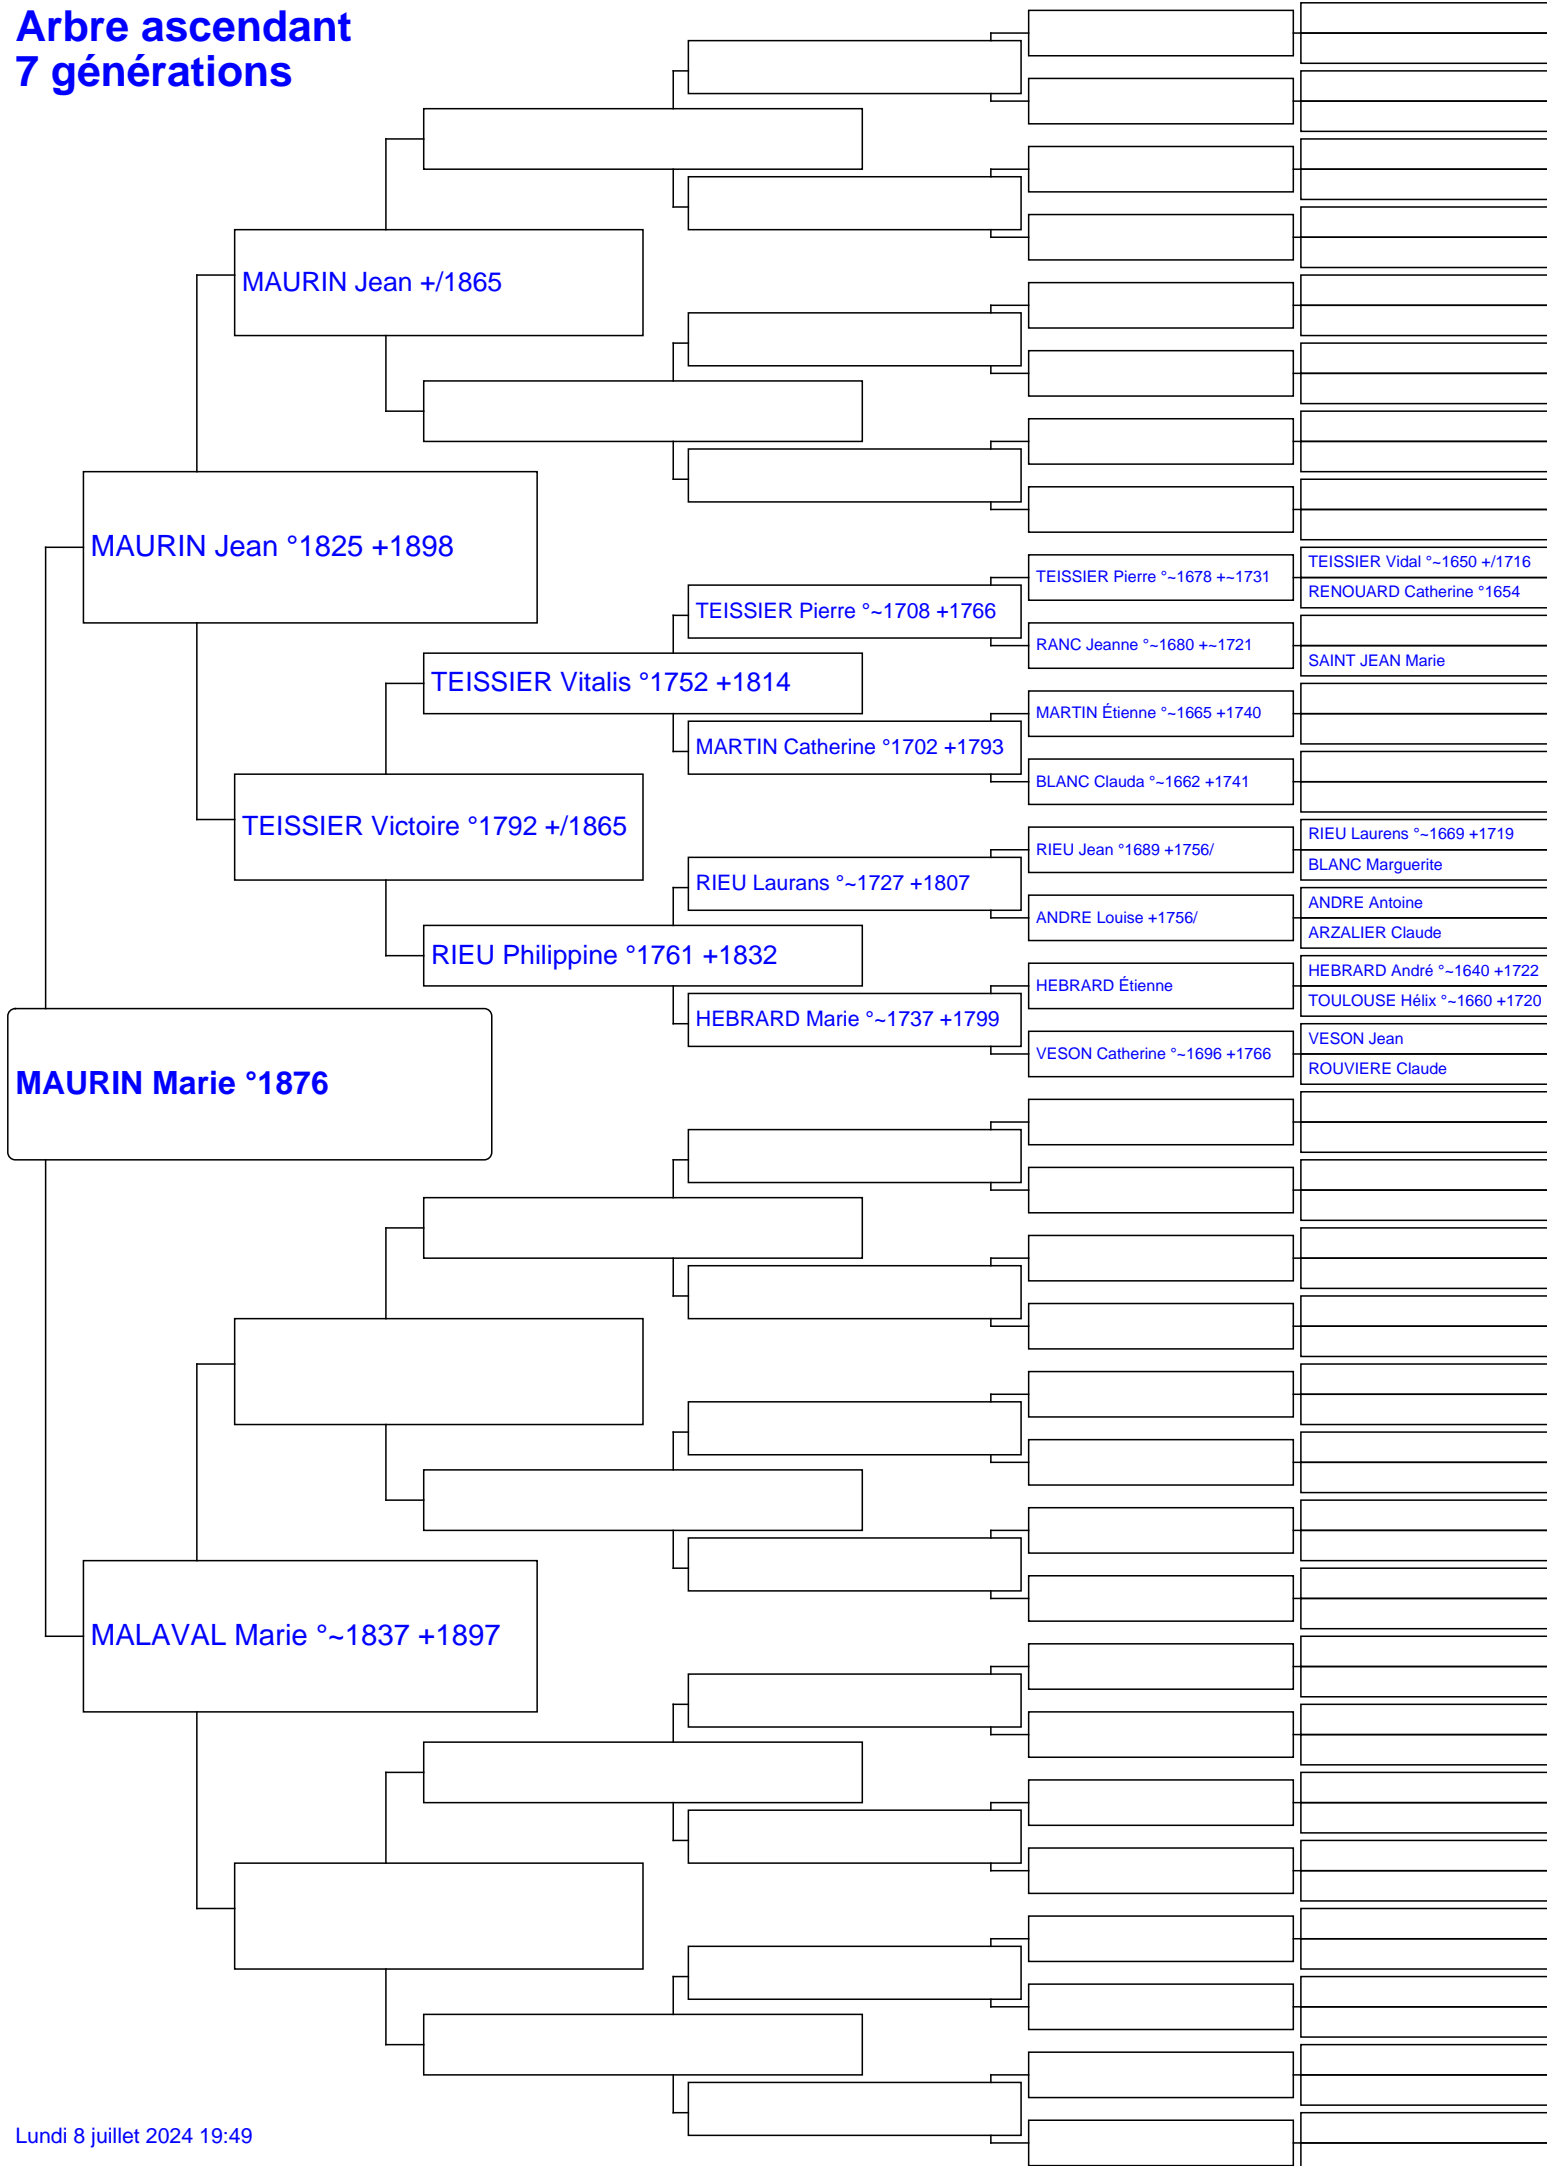 Arbre ascendant
7 générations
MAURIN Jean +/1865
MAURIN Jean °1825 +1898
TEISSIER Vidal °~1650 +/1716
TEISSIER Pierre °~1678 +~1731
RENOUARD Catherine °1654
TEISSIER Pierre °~1708 +1766
RANC Jeanne °~1680 +~1721
SAINT JEAN Marie
TEISSIER Vitalis °1752 +1814
MARTIN Étienne °~1665 +1740
MARTIN Catherine °1702 +1793
BLANC Clauda °~1662 +1741
TEISSIER Victoire °1792 +/1865
RIEU Laurens °~1669 +1719
RIEU Jean °1689 +1756/
BLANC Marguerite
RIEU Laurans °~1727 +1807
ANDRE Antoine
ANDRE Louise +1756/
ARZALIER Claude
RIEU Philippine °1761 +1832
HEBRARD André °~1640 +1722
HEBRARD Étienne
TOULOUSE Hélix °~1660 +1720
HEBRARD Marie °~1737 +1799
VESON Jean
VESON Catherine °~1696 +1766
ROUVIERE Claude
MAURIN Marie °1876
MALAVAL Marie °~1837 +1897
Lundi 8 juillet 2024 19:49